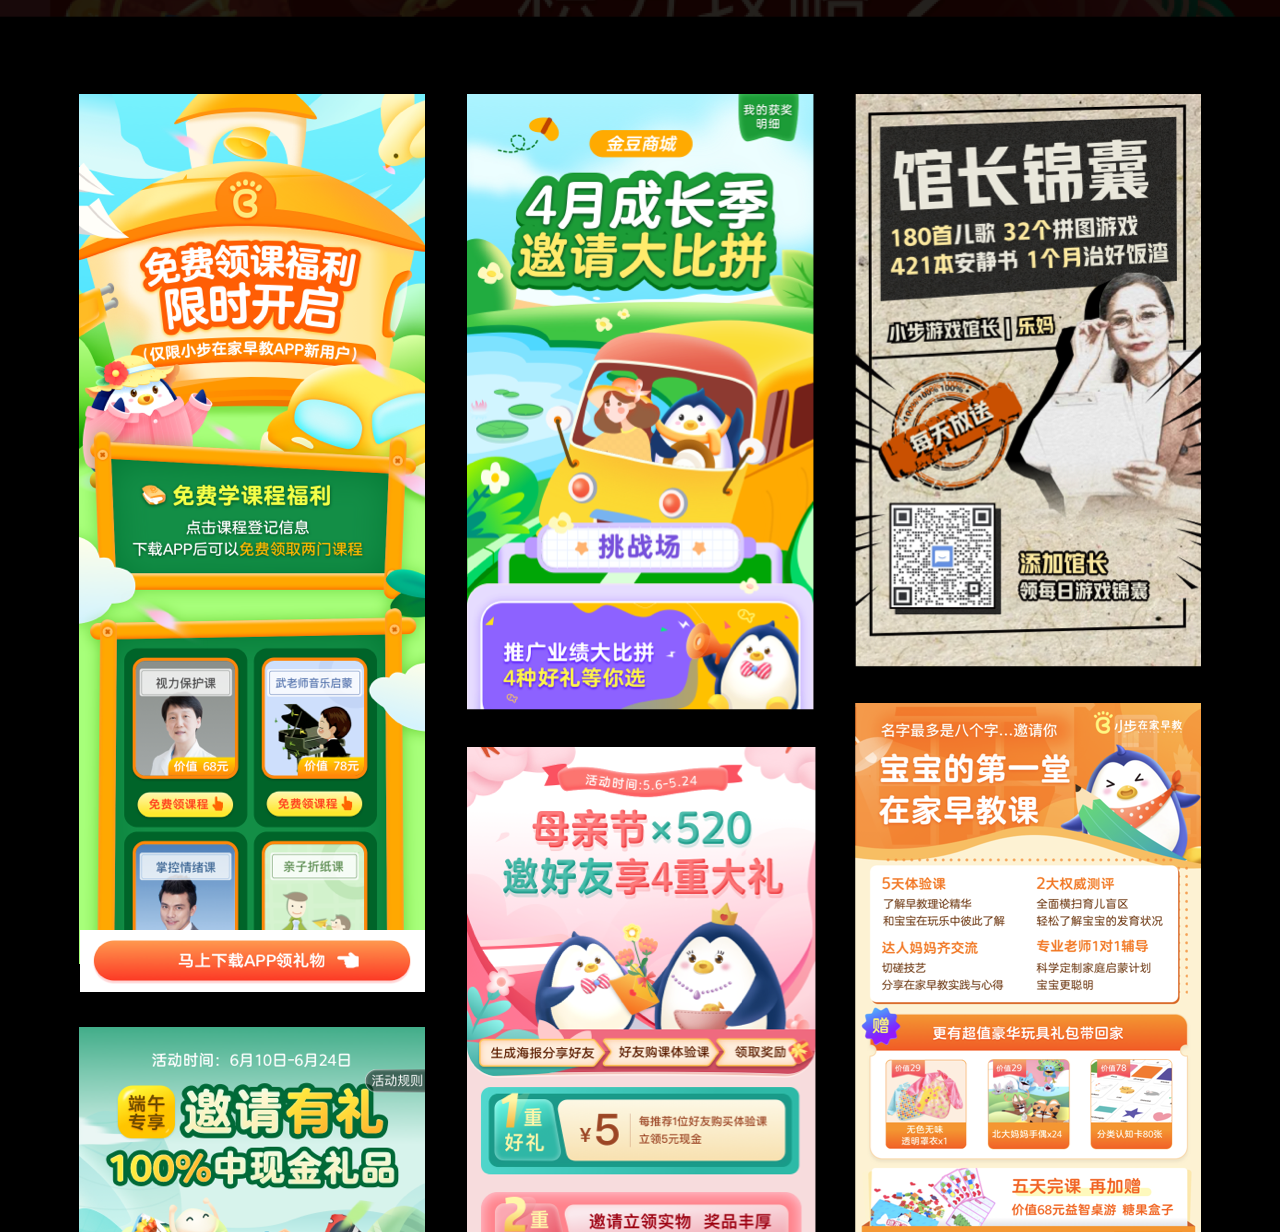 免费领课福利
限时开启
(仅限小步在家早教APP新用户)
免费学课程福利
点击课程登记信息
下载APP后可以免费领取两门课程
视力保护课
价值 68元
免费领课程
武老师音乐启蒙
价值 78元
免费领课程
掌控情绪课
亲子折纸课
马上下载APP领礼物
活动时间：6月10日-6月24日
活动规则
端午
专享
邀请有礼
100%中现金礼品
我的获奖
明细
金豆商城
4月成长季
邀请大比拼
挑战场
推广业绩大比拼
4种好礼等你选
活动时间:5.6-5.24
母亲节×520
邀好友享4重大礼
生成海报分享好友
好友购课体验课
领取奖励
1重
好礼
¥5
每推荐1位好友购买体验课
立领5元现金
2重
邀请立领实物 奖品丰厚
馆长锦囊
180首儿歌 32个拼图游戏
421本安静书 1个月治好饭渣
小步游戏馆长 | 乐妈
100% 100% 100%
每天放送
添加馆长
领每日游戏锦囊
名字最多是八个字...邀请你
小步在家早教
宝宝的第一堂
在家早教课
5天体验课
了解早教理论精华
和宝宝在玩乐中彼此了解
2大权威测评
全面横扫育儿盲区
轻松了解宝宝的发育状况
达人妈妈齐交流
切磋技艺
分享在家早教实践与心得
专业老师1对1辅导
科学定制家庭启蒙计划
宝宝更聪明
赠
更有超值豪华玩具礼包带回家
价值29
无色无味
透明罩衣x1
价值29
北大妈妈手偶x24
价值78
分类认知卡80张
五天完课 再加赠
价值68元益智桌游 糖果盒子